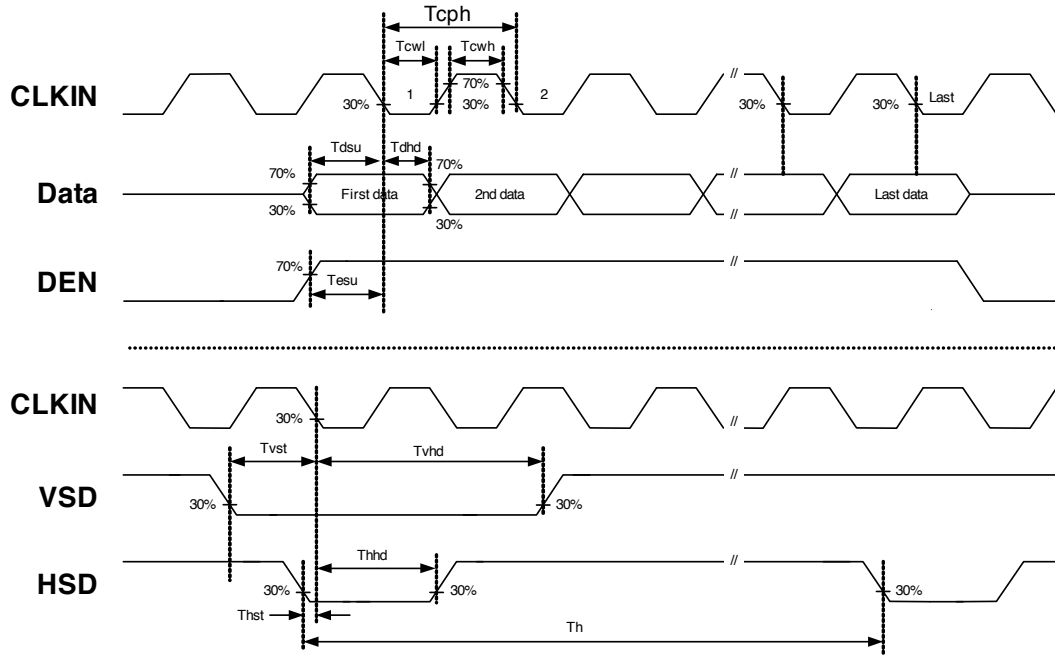 Tcph
Tcwl Tcwh
CLKIN 30% 1 70% 30% 2 // 30% 30% Last
Tdsu Tdhd
70% 70%
Data First data 2nd data // // Last data
30% 30%
DEN 70% Tesu //
CLKIN 30% //
Tvst Tvhd
VSD 30% 30% //
Thhd
HSD 30% 30% // 30%
Thst
Th